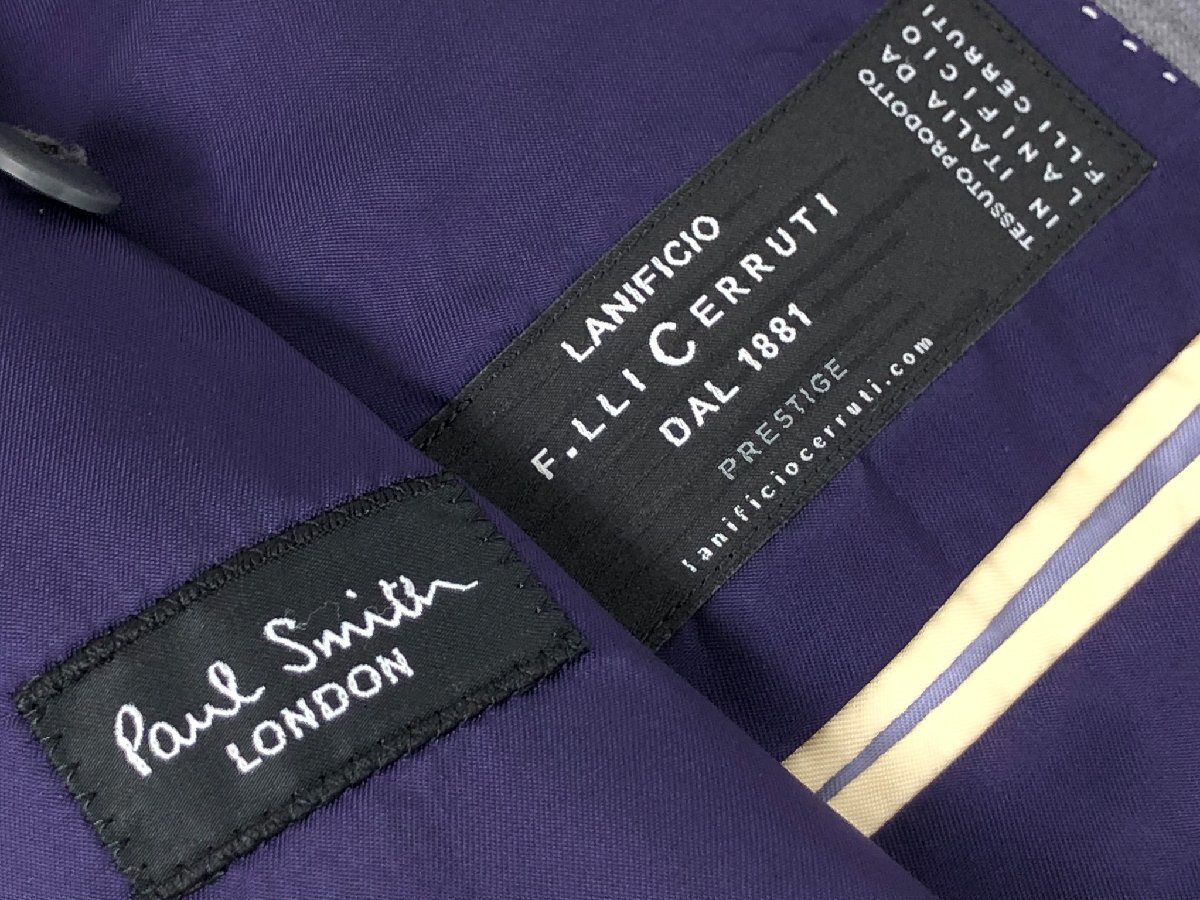 TESSUTO PRODOTTO
IN ITALIA DA
LANIFICIO
F.LLI CERRUTI
LANIFICIO
F.LLI CERRUTI
DAL 1881
PRESTIGE
lanificiocerruti.com
Paul Smith
LONDON